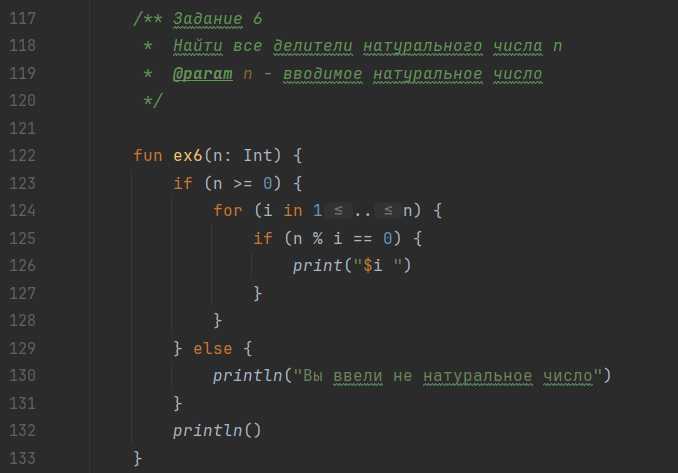 117 /** Задание 6
118 * Найти все делители натурального числа n
119 * @param n - вводимое натуральное число
120 */
121
122 fun ex6(n: Int) {
123 if (n >= 0) {
124 for (i in 1 ≤ .. ≤ n) {
125 if (n % i == 0) {
126 print("$i ")
127 }
128 }
129 } else {
130 println("Вы ввели не натуральное число")
131 }
132 println()
133 }